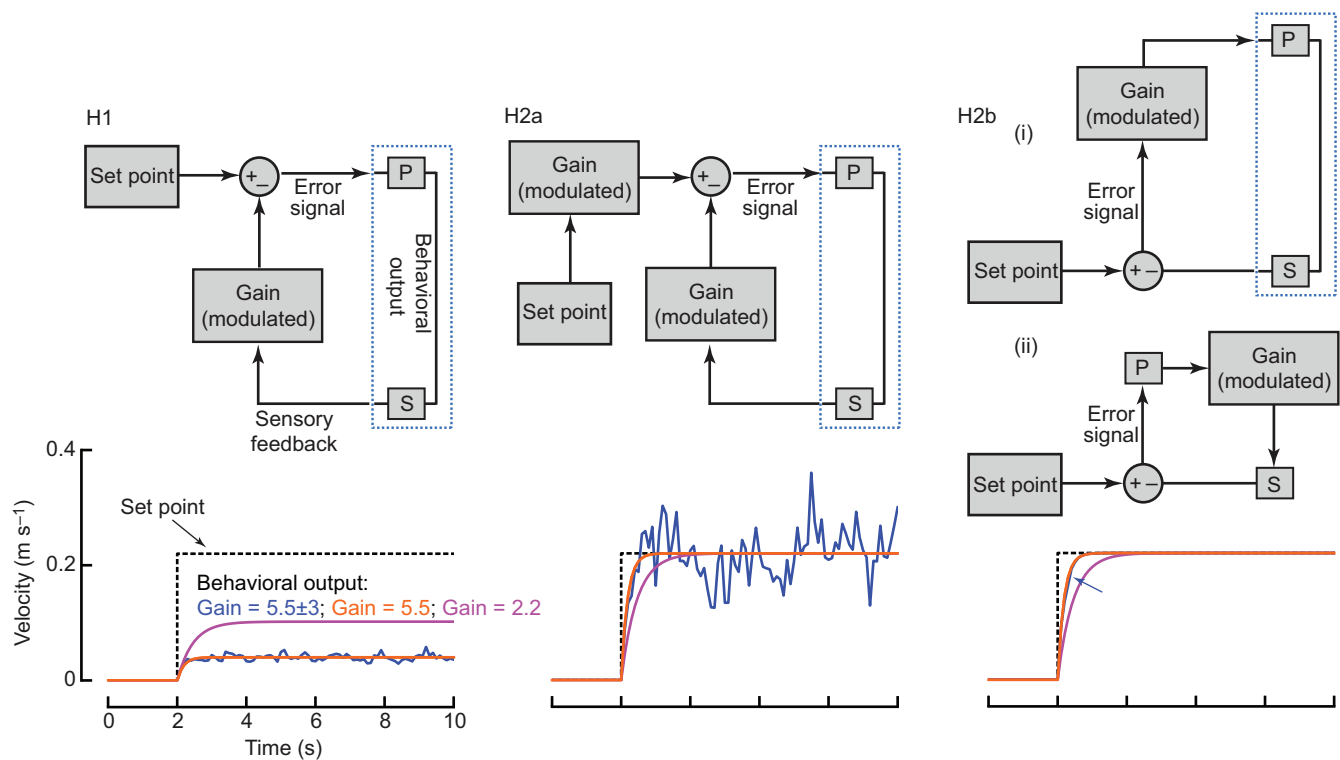 H1
Set point
+
–
Error
signal
P
Behavioral
output
Gain
(modulated)
S
Sensory
feedback
H2a
Gain
(modulated)
Set point
+
–
Error
signal
P
Gain
(modulated)
S
H2b
(i)
P
Gain
(modulated)
Error
signal
Set point
+ –
S
(ii)
P
Gain
(modulated)
Error
signal
Set point
+ –
S
Velocity (m s⁻¹)
0.4
0.2
0
Set point
Behavioral output:
Gain = 5.5±3; Gain = 5.5; Gain = 2.2
0 2 4 6 8 10
Time (s)